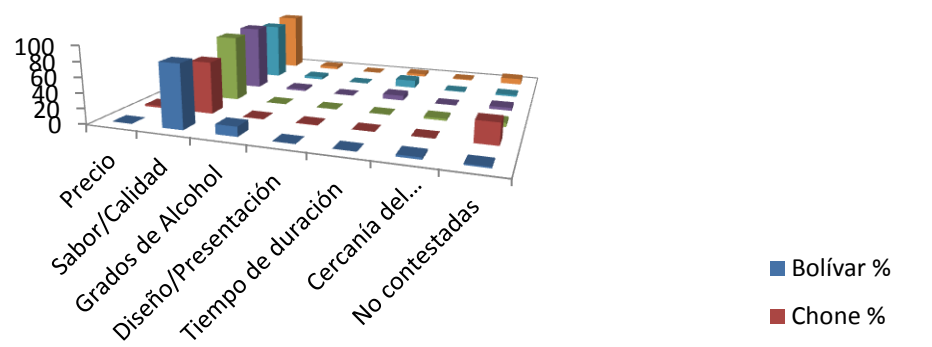 100
80
60
40
20
0
Precio
Sabor/Calidad
Grados de Alcohol
Diseño/Presentación
Tiempo de duración
Cercanía del...
No contestadas
Bolívar %
Chone %